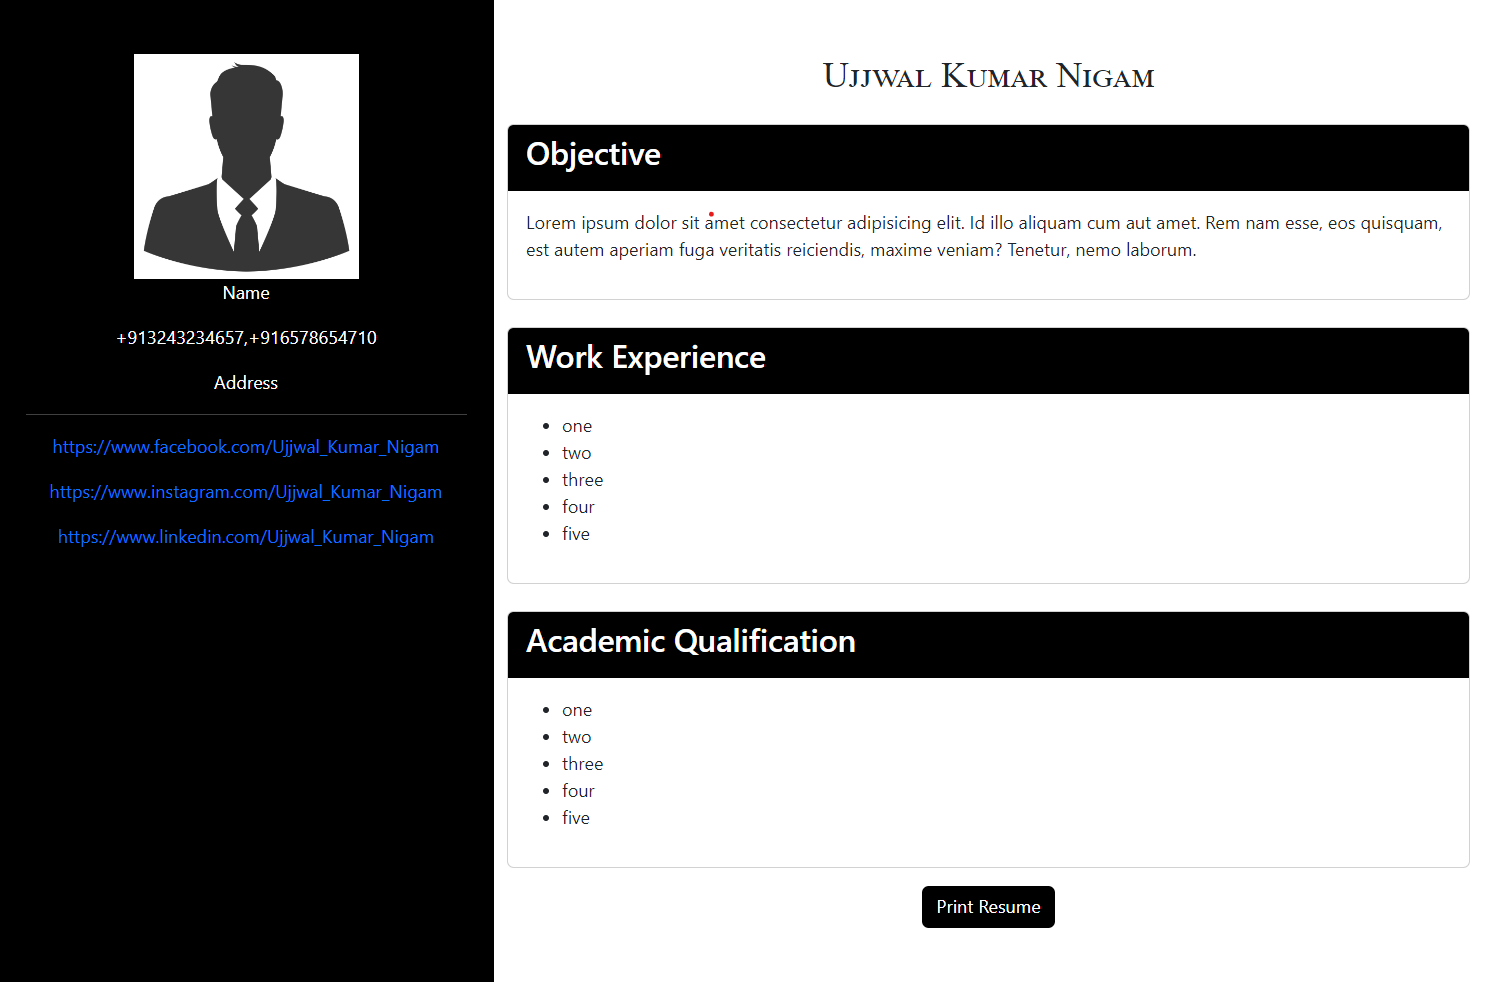 Name
+913243234657,+916578654710
Address
https://www.facebook.com/Ujjwal_Kumar_Nigam
https://www.instagram.com/Ujjwal_Kumar_Nigam
https://www.linkedin.com/Ujjwal_Kumar_Nigam
Ujjwal Kumar Nigam
Objective
Lorem ipsum dolor sit amet consectetur adipisicing elit. Id illo aliquam cum aut amet. Rem nam esse, eos quisquam,
est autem aperiam fuga veritatis reiciendis, maxime veniam? Tenetur, nemo laborum.
Work Experience
• one
• two
• three
• four
• five
Academic Qualification
• one
• two
• three
• four
• five
Print Resume